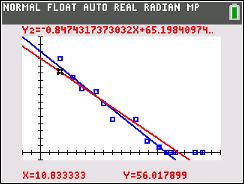 NORMAL FLOAT AUTO REAL RADIAN MP
Y2=-0.8474317373032X+65.19840974..
X=10.833333 Y=56.017899